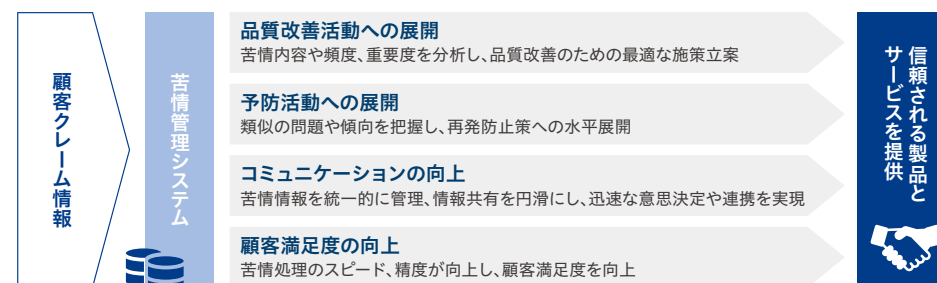 顧客クレーム情報
苦情管理システム
品質改善活動への展開
苦情内容や頻度、重要度を分析し、品質改善のための最適な施策立案
予防活動への展開
類似の問題や傾向を把握し、再発防止策への水平展開
コミュニケーションの向上
苦情情報を統一的に管理、情報共有を円滑にし、迅速な意思決定や連携を実現
顧客満足度の向上
苦情処理のスピード、精度が向上し、顧客満足度を向上
信頼される製品と
サービスを提供